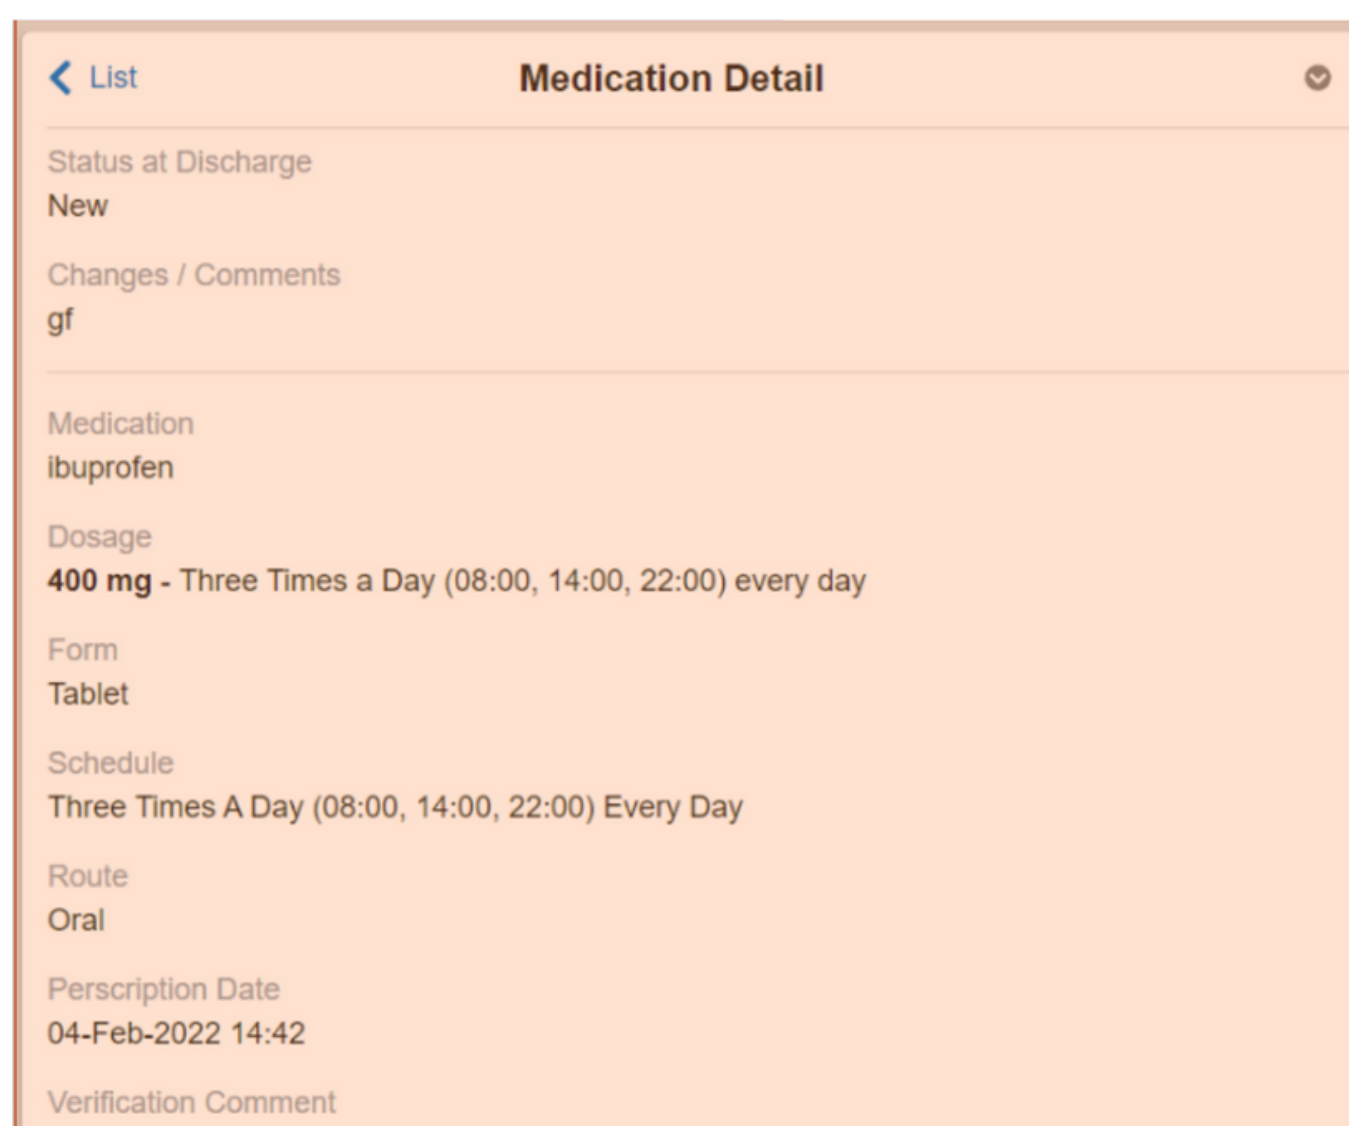 List
Medication Detail
Status at Discharge
New
Changes / Comments
gf
Medication
ibuprofen
Dosage
400 mg - Three Times a Day (08:00, 14:00, 22:00) every day
Form
Tablet
Schedule
Three Times A Day (08:00, 14:00, 22:00) Every Day
Route
Oral
Perscription Date
04-Feb-2022 14:42
Verification Comment